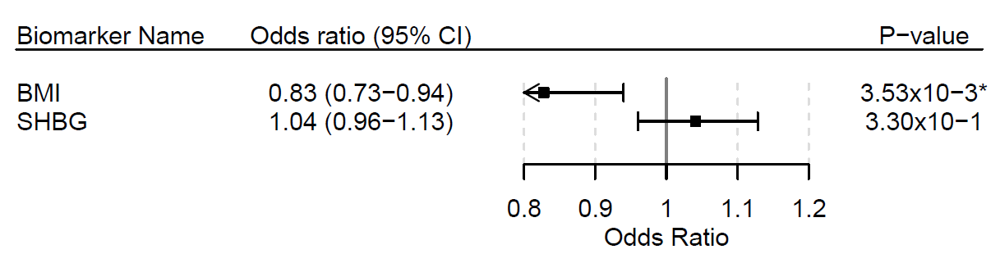 Biomarker Name Odds ratio (95% CI) P−value
BMI 0.83 (0.73−0.94) 3.53x10−3*
SHBG 1.04 (0.96−1.13) 3.30x10−1
0.8 0.9 1 1.1 1.2
Odds Ratio